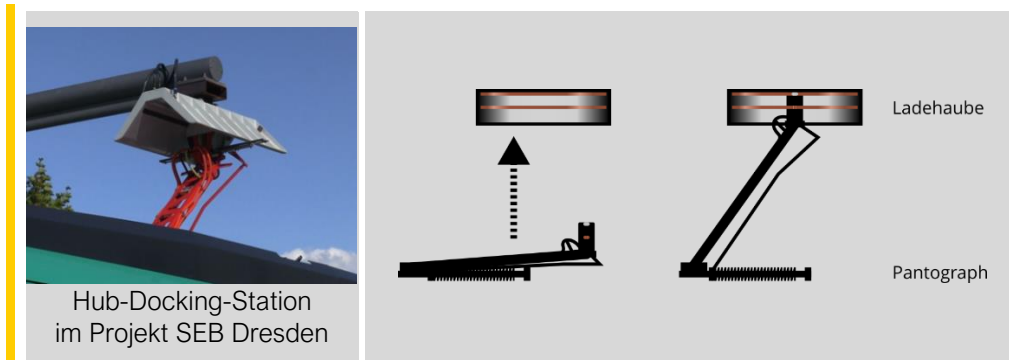 Hub-Docking-Station
im Projekt SEB Dresden
Ladehaube
Pantograph